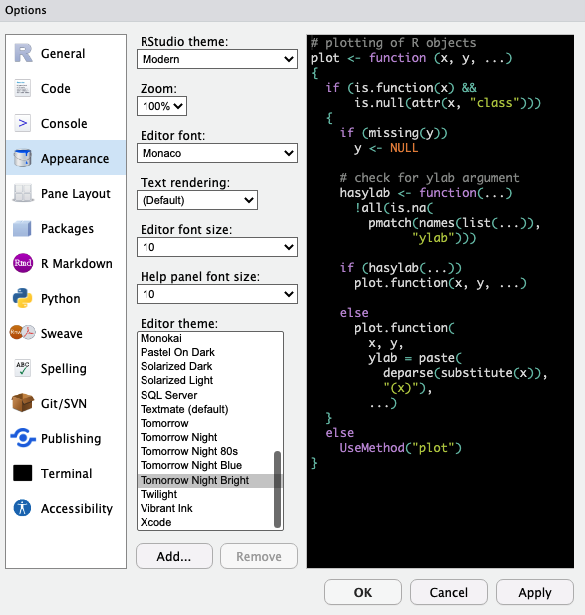 Options
General
Code
Console
Appearance
Pane Layout
Packages
R Markdown
Python
Sweave
Spelling
Git/SVN
Publishing
Terminal
Accessibility
RStudio theme:
Modern
Zoom:
100%
Editor font:
Monaco
Text rendering:
(Default)
Editor font size:
10
Help panel font size:
10
Editor theme:
Monokai
Pastel On Dark
Solarized Dark
Solarized Light
SQL Server
Textmate (default)
Tomorrow
Tomorrow Night
Tomorrow Night 80s
Tomorrow Night Blue
Tomorrow Night Bright
Twilight
Vibrant Ink
Xcode
Add...
Remove
# plotting of R objects
plot <- function (x, y, ...)
{
  if (is.function(x) &&
      is.null(attr(x, "class")))
  {
    if (missing(y))
      y <- NULL

    # check for ylab argument
    hasylab <- function(...)
      !all(is.na(
        pmatch(names(list(...)),
              "ylab")))

    if (hasylab(...))
      plot.function(x, y, ...)

    else
      plot.function(
        x, y,
        ylab = paste(
          deparse(substitute(x)),
          "(x)"),
        ...)
  }
  else
    UseMethod("plot")
}
OK
Cancel
Apply